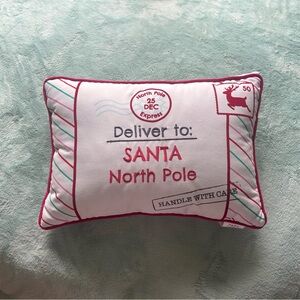 North Pole
25
DEC
Express
50
Deliver to:
SANTA
North Pole
HANDLE WITH CARE